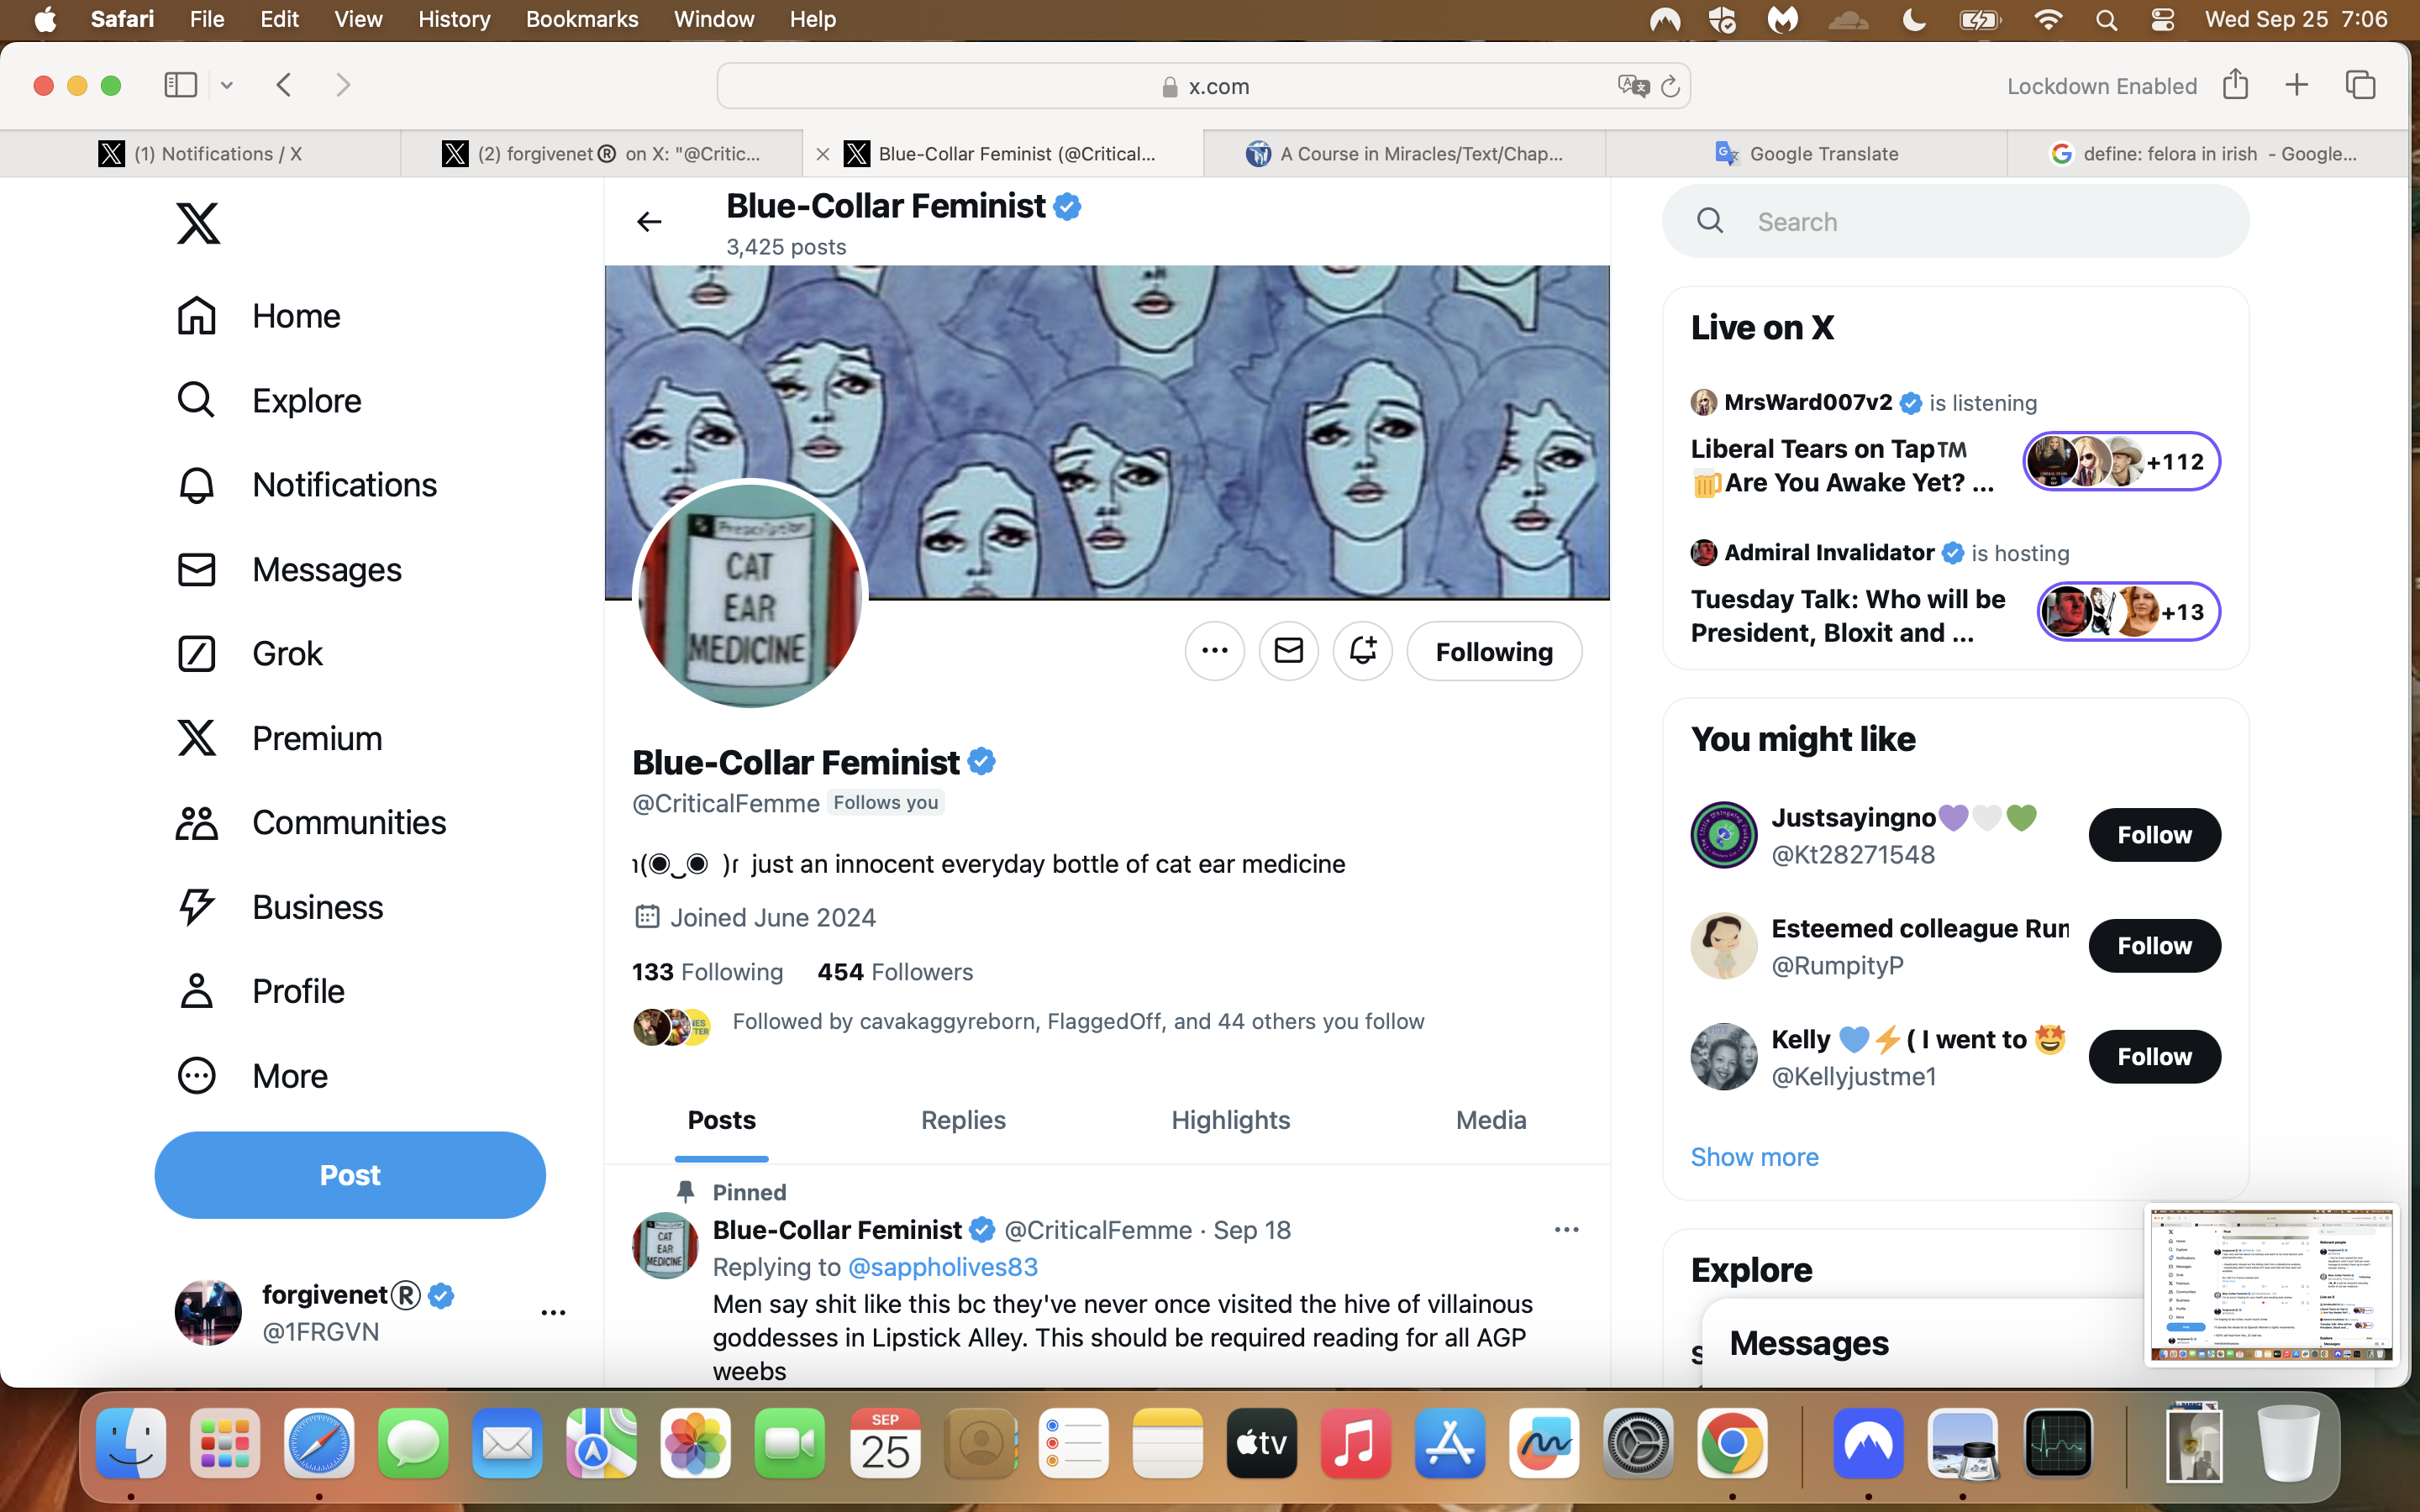 Safari File Edit View History Bookmarks Window Help Wed Sep 25 7:06
x.com Lockdown Enabled
(1) Notifications / X
(2) forgivenet® on X: "@Critic...
Blue-Collar Feminist (@Critical...
A Course in Miracles/Text/Chap...
Google Translate
define: felora in irish - Google...
Home
Explore
Notifications
Messages
Grok
Premium
Communities
Business
Profile
More
Post
forgivenet®
@1FRGVN
Blue-Collar Feminist
3,425 posts
Prescription
CAT
EAR
MEDICINE
Following
Blue-Collar Feminist
@CriticalFemme Follows you
ו(◉‿◉ )୮ just an innocent everyday bottle of cat ear medicine
Joined June 2024
133 Following 454 Followers
Followed by cavakaggyreborn, FlaggedOff, and 44 others you follow
Posts Replies Highlights Media
Pinned
Blue-Collar Feminist @CriticalFemme · Sep 18
Replying to @sappholives83
Men say shit like this bc they've never once visited the hive of villainous
goddesses in Lipstick Alley. This should be required reading for all AGP
weebs
CAT
EAR
MEDICINE
Search
Live on X
MrsWard007v2 is listening
Liberal Tears on Tap™
🍺Are You Awake Yet? ...
+112
Admiral Invalidator is hosting
Tuesday Talk: Who will be
President, Bloxit and ...
+13
You might like
Justsayingno💜🤍💚
@Kt28271548
Follow
Esteemed colleague Run
@RumpityP
Follow
Kelly 💙⚡( I went to 🤩
@Kellyjustme1
Follow
Show more
Explore
Messages
SEP
25
tv